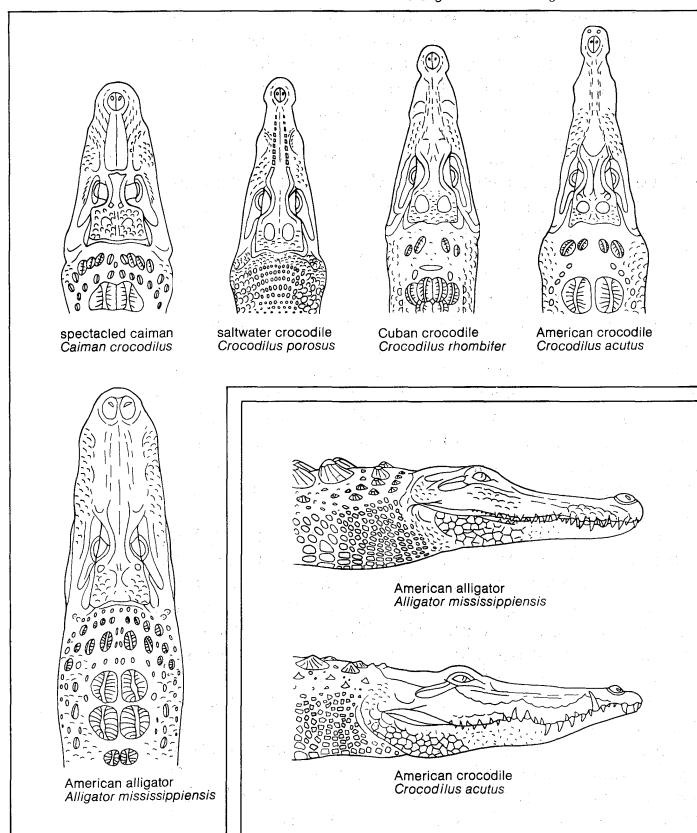 spectacled caiman
Caiman crocodilus
saltwater crocodile
Crocodilus porosus
Cuban crocodile
Crocodilus rhombifer
American crocodile
Crocodilus acutus
American alligator
Alligator mississippiensis
American alligator
Alligator mississippiensis
American crocodile
Crocodilus acutus